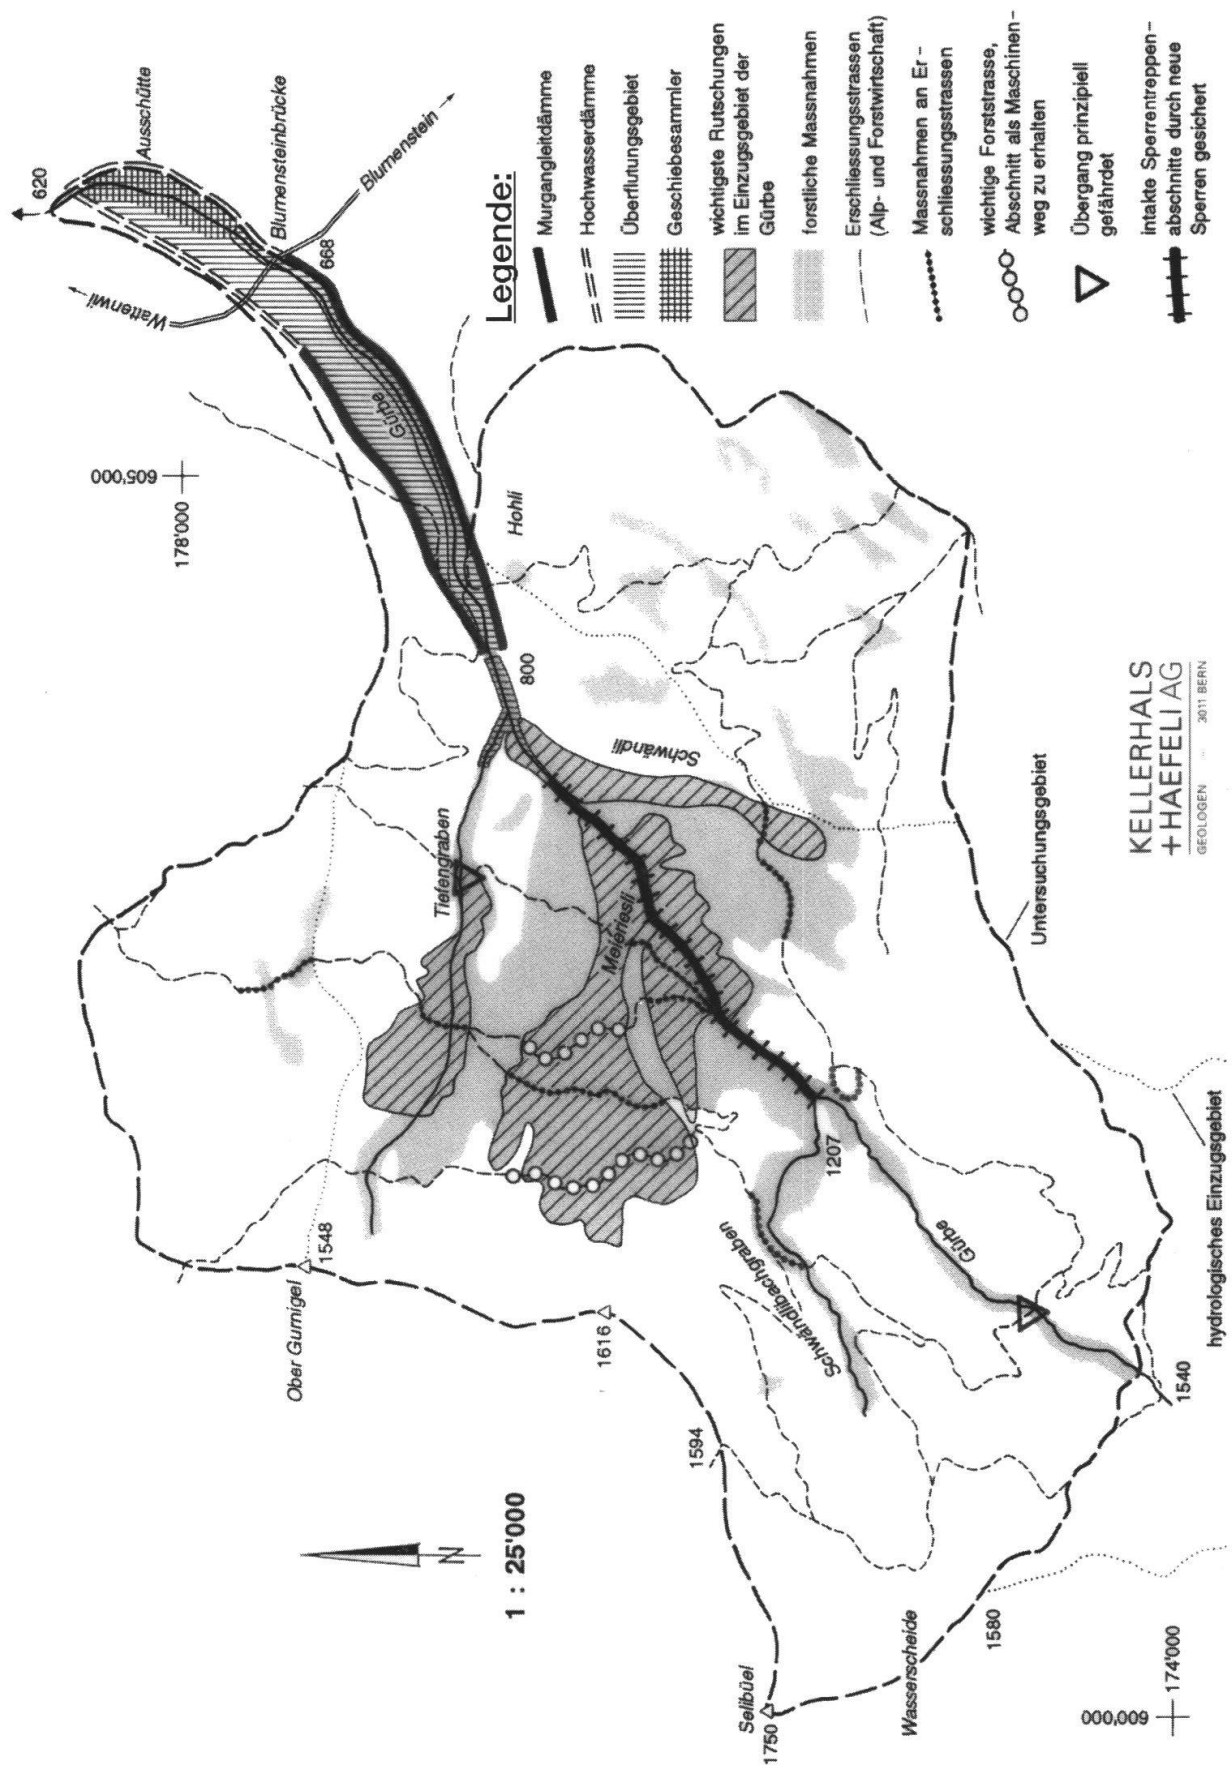 620
Ausschütte
Blumensteinbrücke
668
Blumenstein
Wattenwil
Gürbe
605'000
178'000
Hohli
800
Schwändli
Tiefengraben
Meieriesli
Ober Gurnigel
1548
1616
1594
1207
Schwändlibachgraben
Gürbe
1540
Selibüel
1750
Wasserscheide
1580
600'000
174'000
Untersuchungsgebiet
hydrologisches Einzugsgebiet
N
1 : 25'000
Legende:
Murgangleitdämme
Hochwasserdämme
Überflutungsgebiet
Geschiebesammler
wichtigste Rutschungen
im Einzugsgebiet der
Gürbe
forstliche Massnahmen
Erschliessungsstrassen
(Alp- und Forstwirtschaft)
Massnahmen an Er-
schliessungsstrassen
wichtige Forststrasse,
Abschnitt als Maschinen-
weg zu erhalten
Übergang prinzipiell
gefährdet
intakte Sperrentreppen-
abschnitte durch neue
Sperren gesichert
KELLERHALS
+ HAEFELI AG
GEOLOGEN 3011 BERN